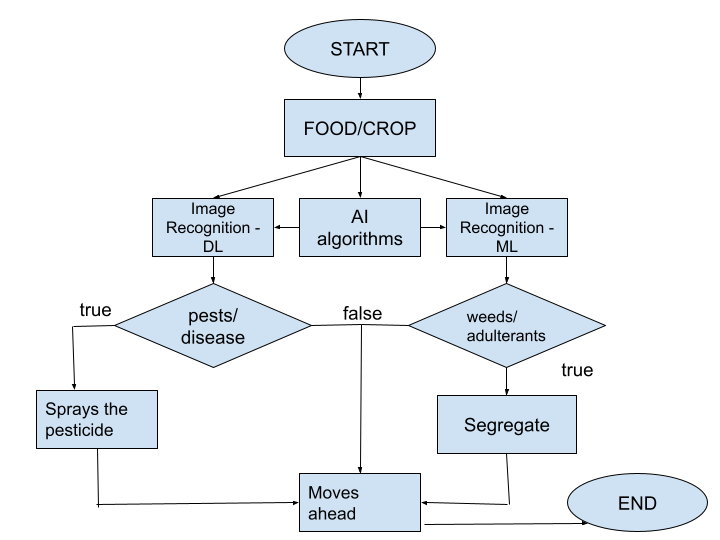 START
FOOD/CROP
Image
Recognition -
DL
AI
algorithms
Image
Recognition -
ML
true
pests/
disease
false
weeds/
adulterants
true
Sprays the
pesticide
Segregate
Moves
ahead
END